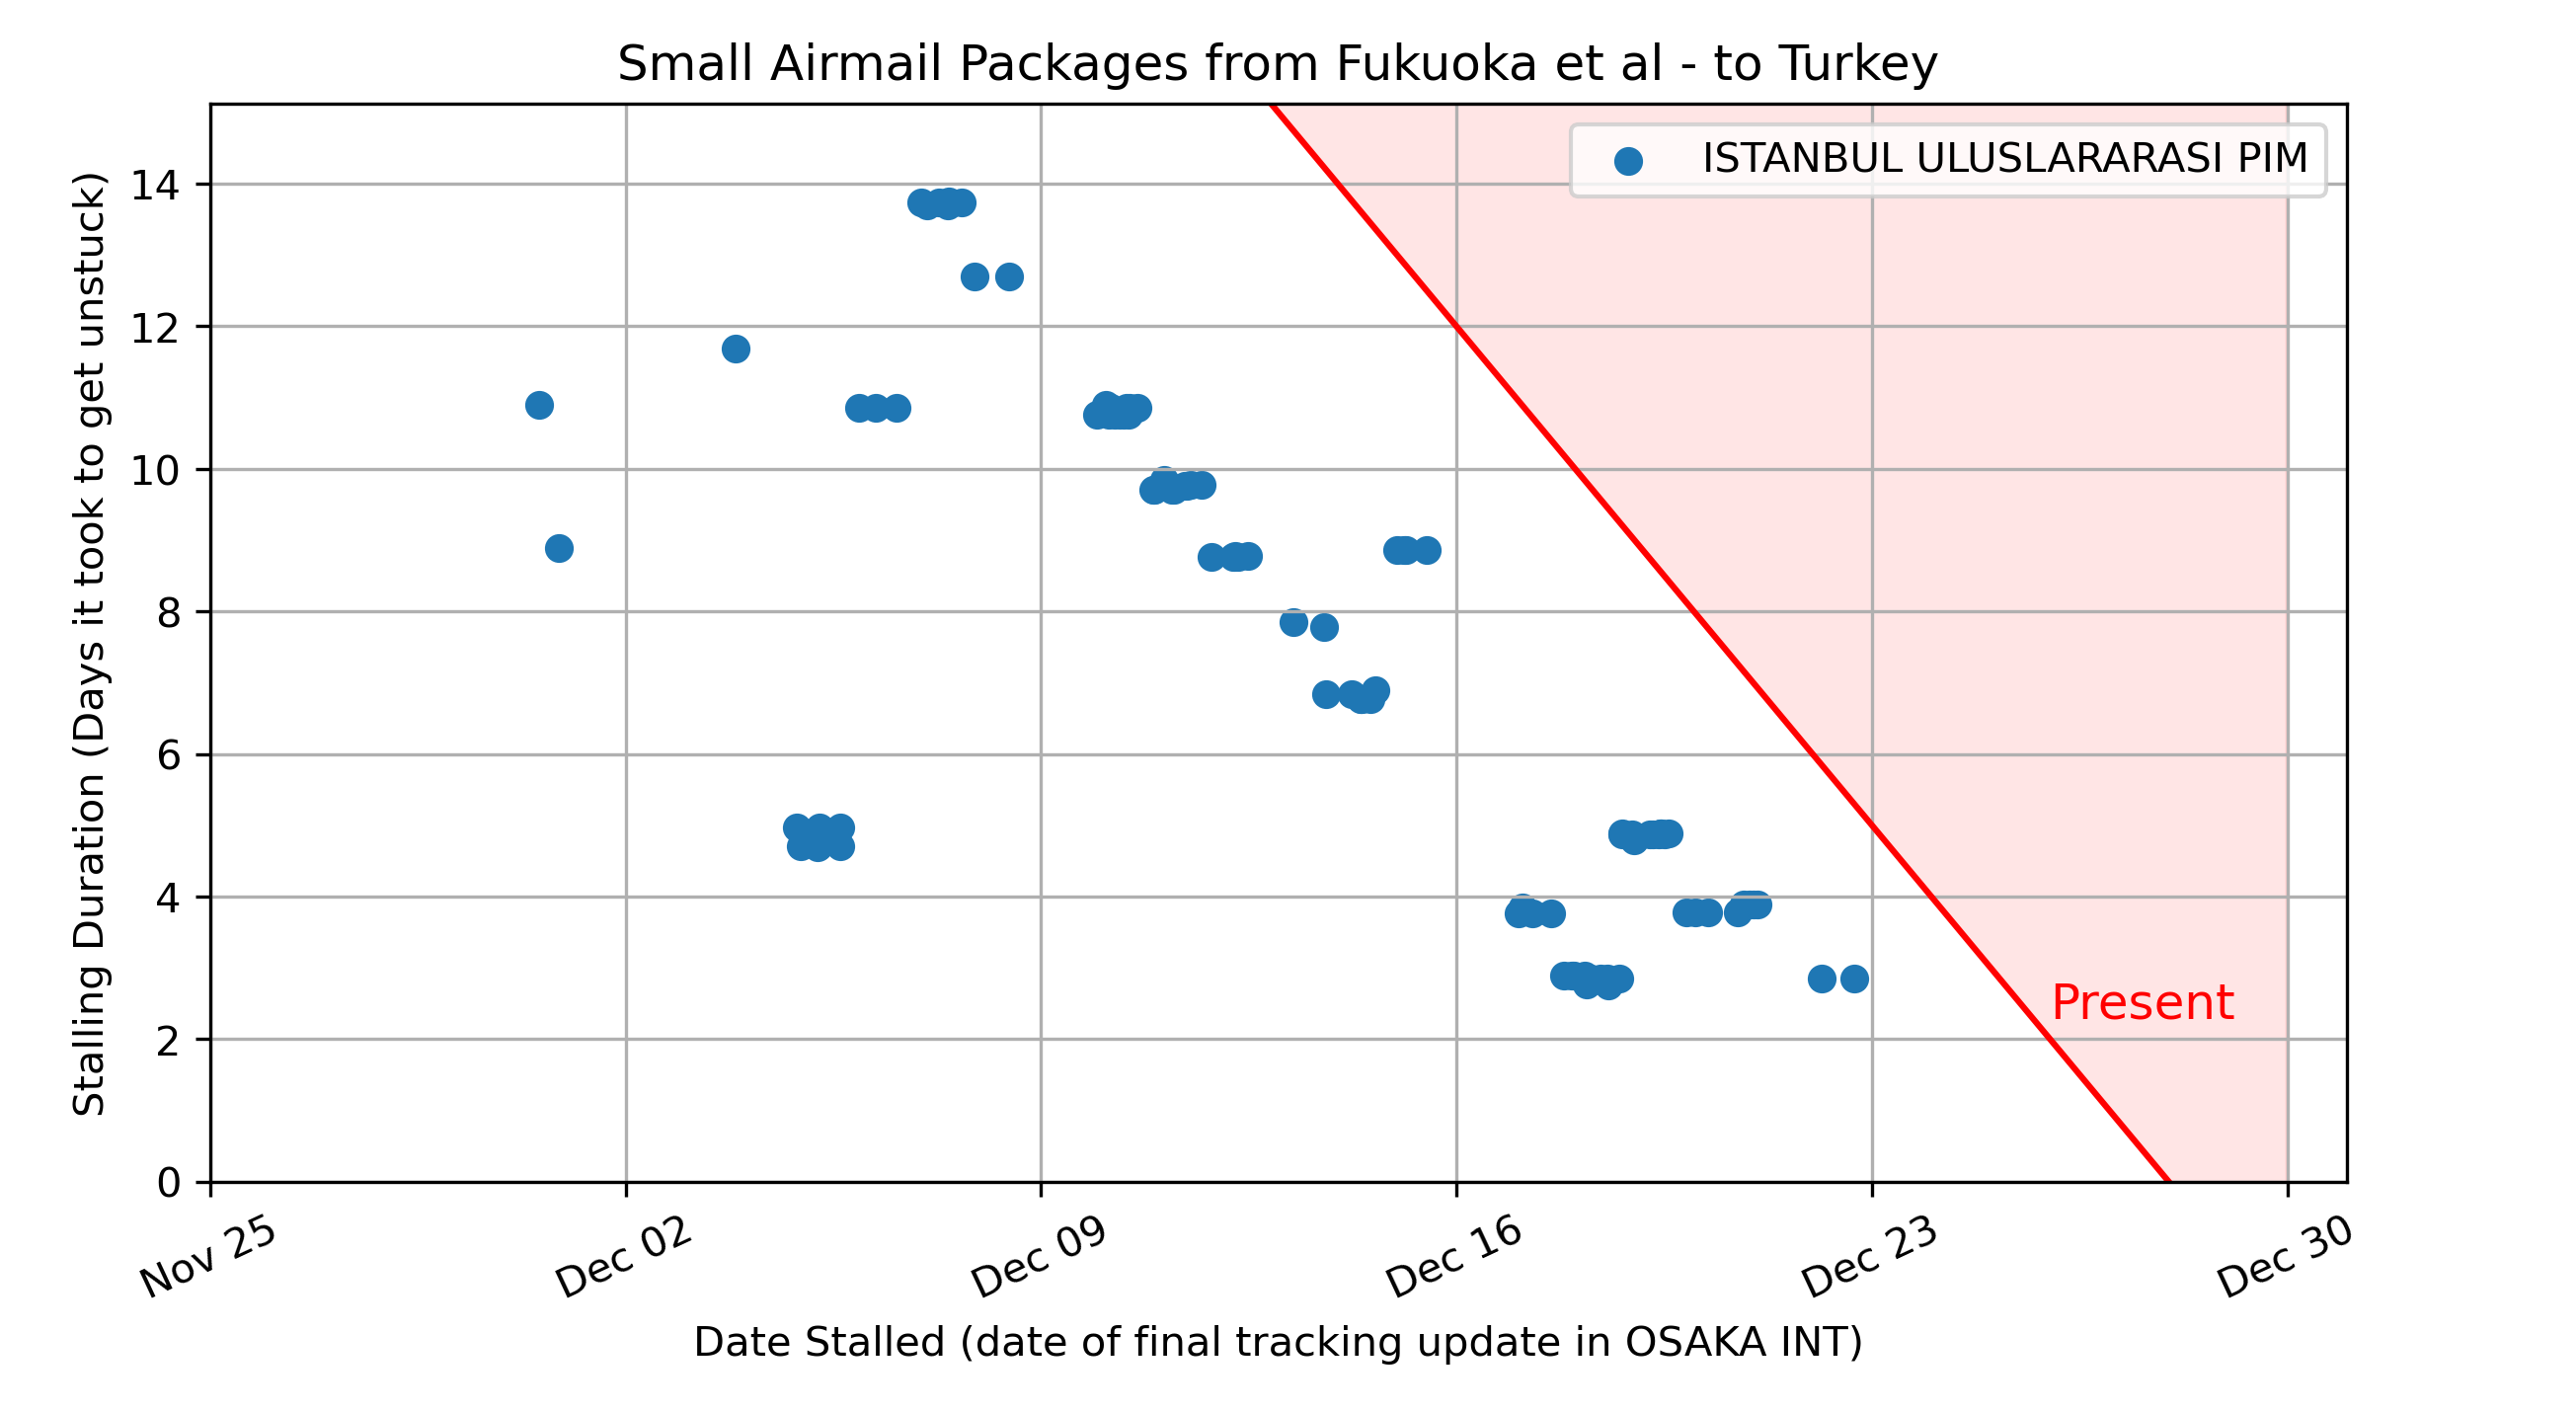 Small Airmail Packages from Fukuoka et al - to Turkey
ISTANBUL ULUSLARARASI PIM
Stalling Duration (Days it took to get unstuck)
14
12
10
8
6
4
2
0
Present
Nov 25
Dec 02
Dec 09
Dec 16
Dec 23
Dec 30
Date Stalled (date of final tracking update in OSAKA INT)